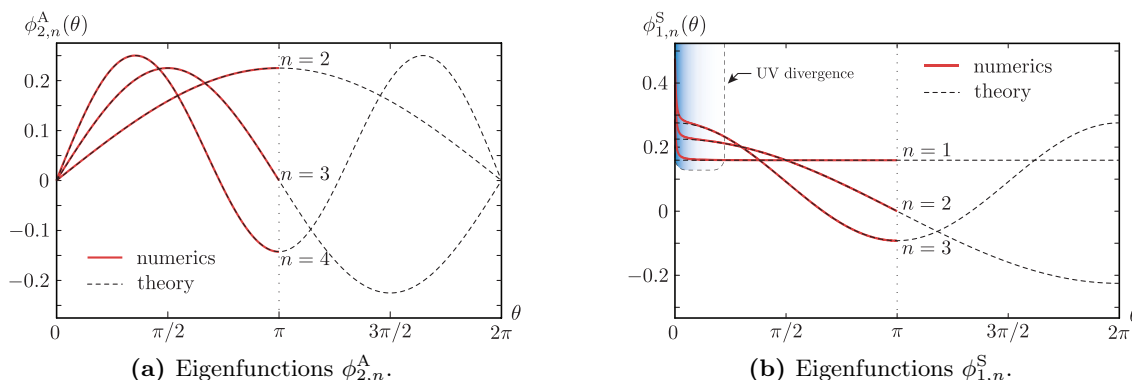 ϕ^A_{2,n}(θ)
0.2
0.1
0
−0.1
−0.2
n = 2
n = 3
n = 4
numerics
theory
θ
0
π/2
π
3π/2
2π
(a) Eigenfunctions ϕ^A_{2,n}.
ϕ^S_{1,n}(θ)
0.4
0.2
0
−0.2
UV divergence
numerics
theory
n = 1
n = 2
n = 3
θ
0
π/2
π
3π/2
2π
(b) Eigenfunctions ϕ^S_{1,n}.